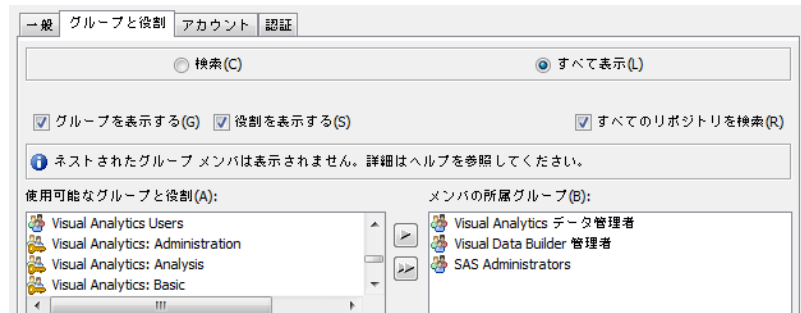 一般 グループと役割 アカウント 認証
検索(C) すべて表示(L)
グループを表示する(G) 役割を表示する(S) すべてのリポジトリを検索(R)
ネストされたグループ メンバは表示されません。詳細はヘルプを参照してください。
使用可能なグループと役割(A): メンバの所属グループ(B):
Visual Analytics Users
Visual Analytics: Administration
Visual Analytics: Analysis
Visual Analytics: Basic
Visual Analytics データ管理者
Visual Data Builder 管理者
SAS Administrators